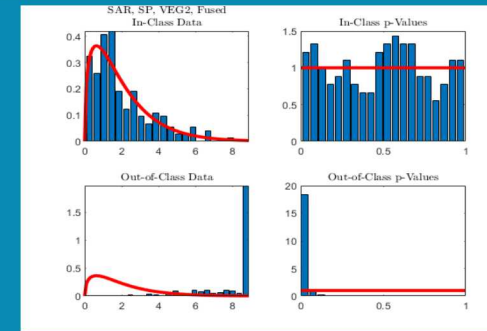 SAR, SP, VEG2, Fused
In-Class Data
0.4
0.3
0.2
0.1
0
0 2 4 6 8
In-Class p-Values
1.5
1
0.5
0
0 0.5 1
Out-of-Class Data
1.5
1
0.5
0
0 2 4 6 8
Out-of-Class p-Values
20
15
10
5
0
0 0.5 1